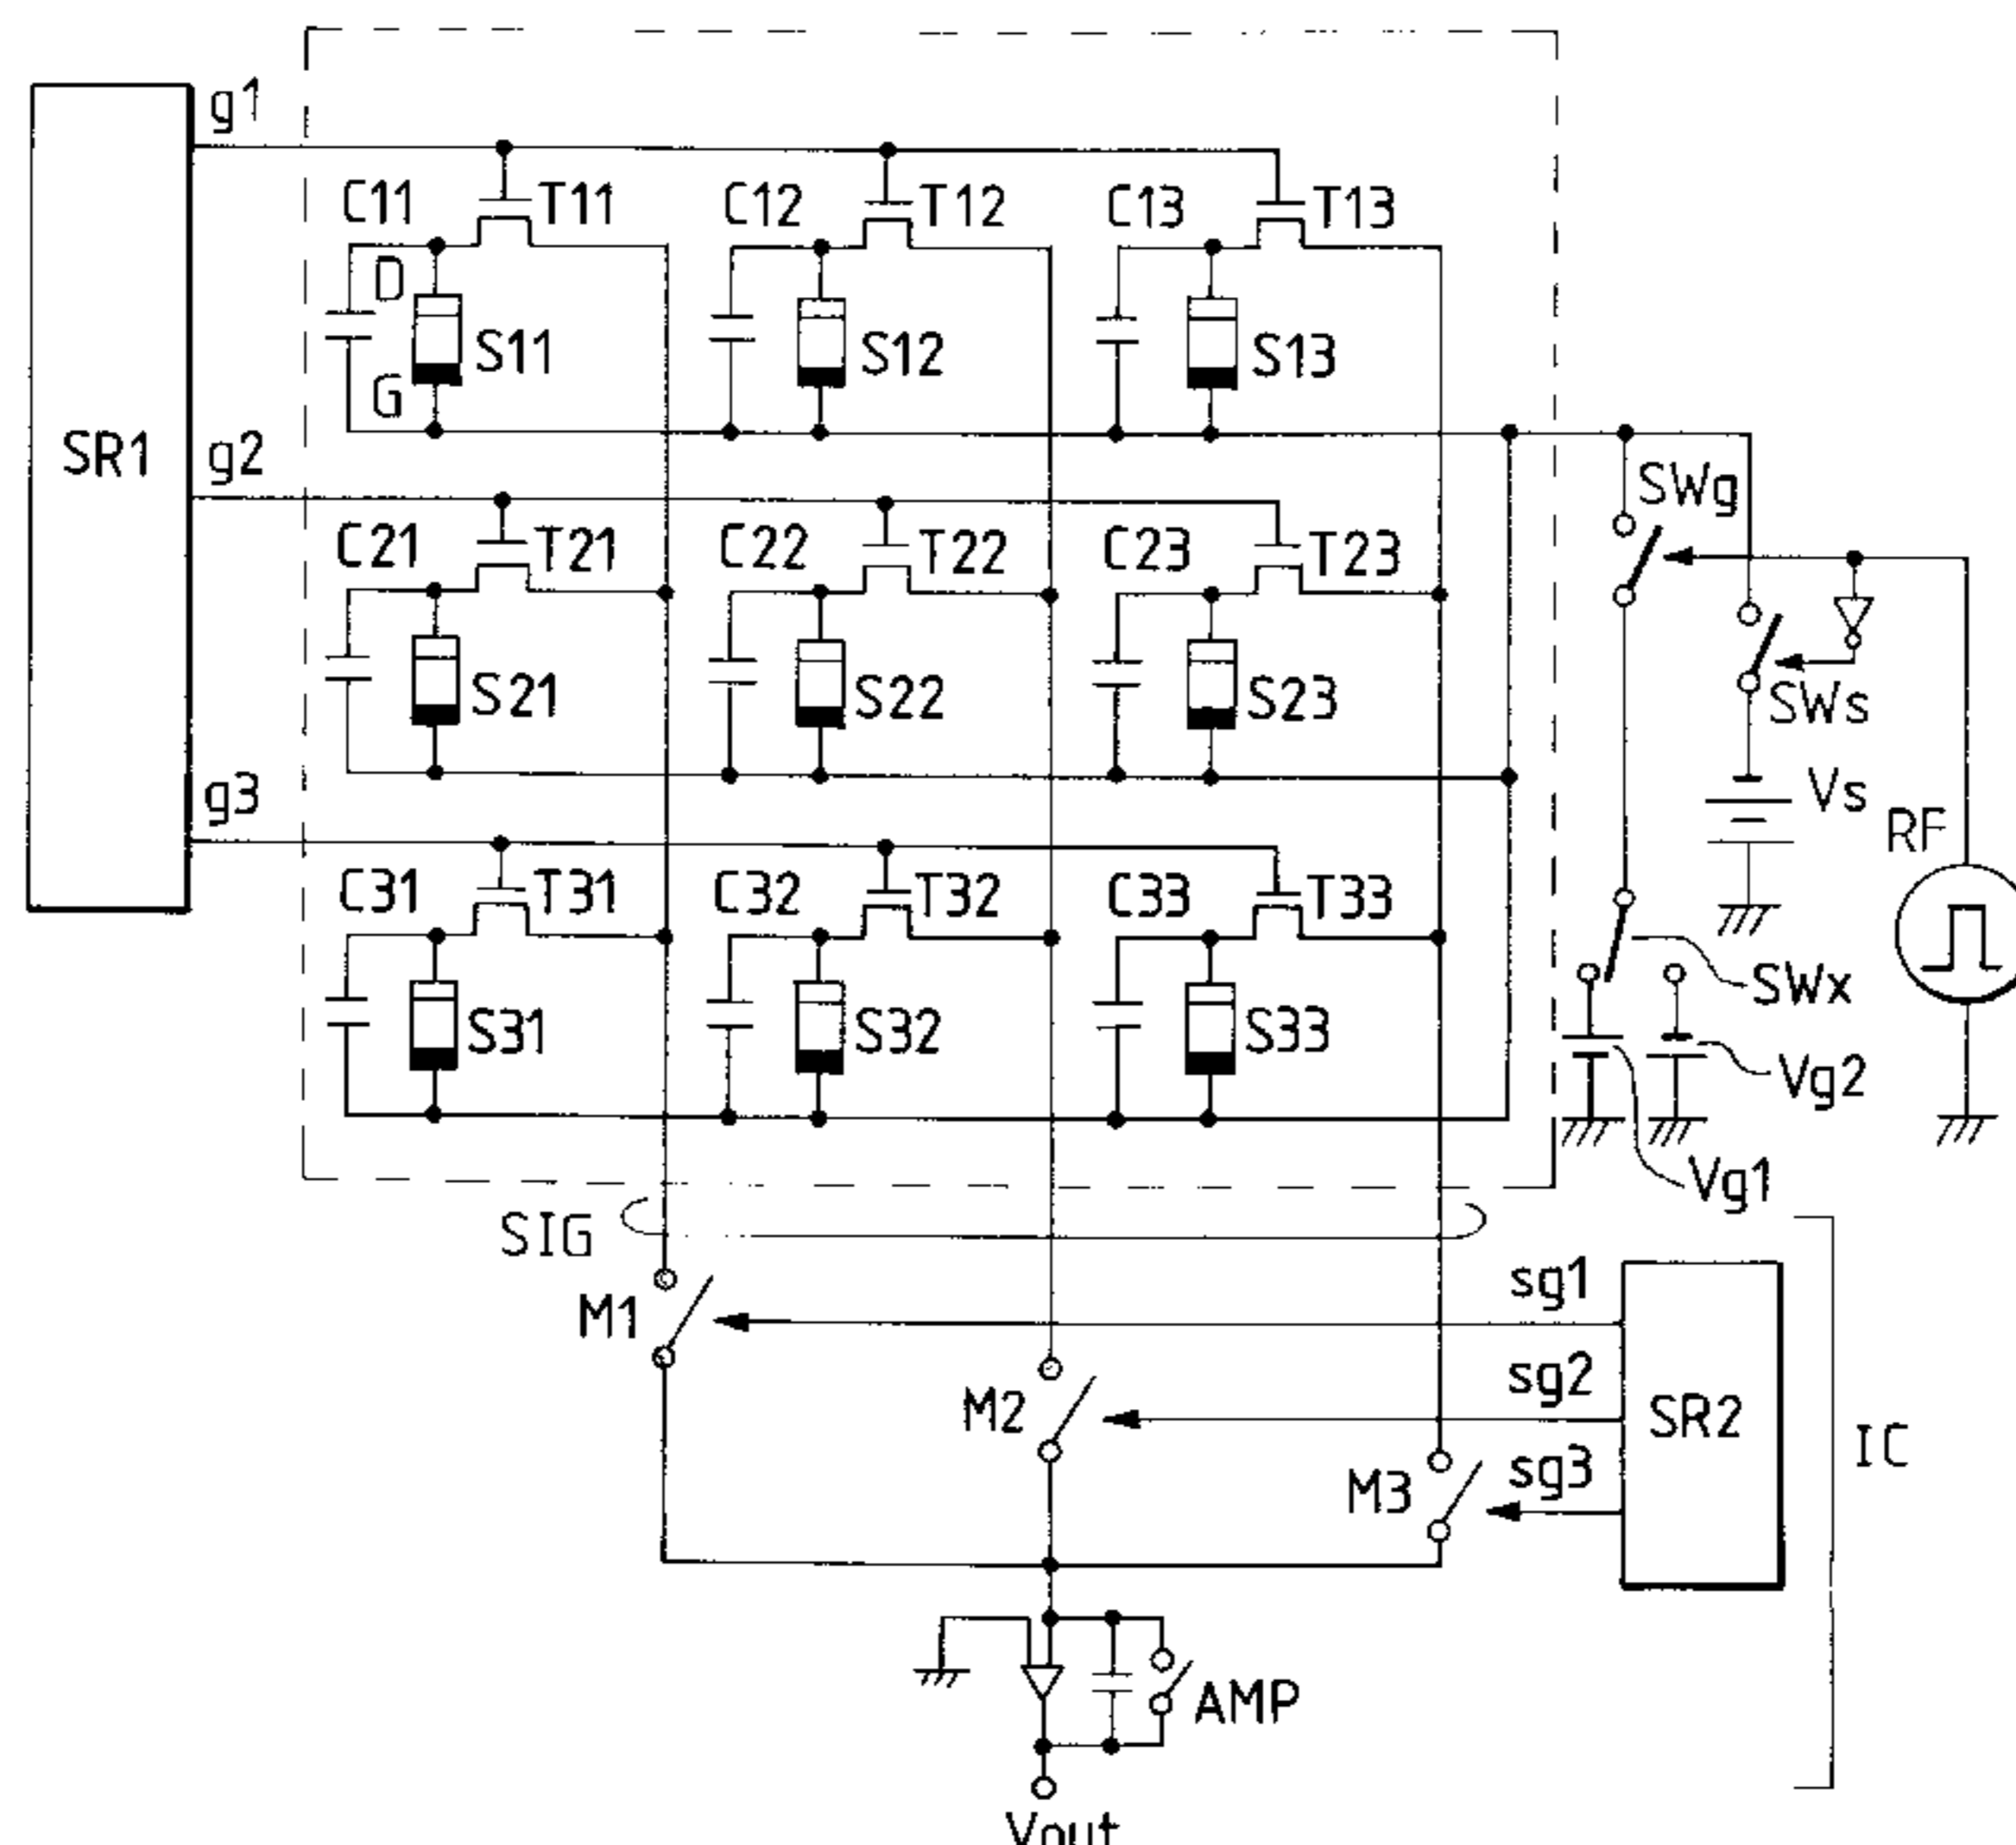 g1
C11 T11 C12 T12 C13 T13
D
S11 S12 S13
G
SR1 g2
SWg
C21 T21 C22 T22 C23 T23
S21 S22 S23
SWs
g3
Vs
RF
C31 T31 C32 T32 C33 T33
SWx
S31 S32 S33
Vg2
Vg1
SIG
sg1
M1
sg2
M2
SR2
IC
sg3
M3
AMP
Vout